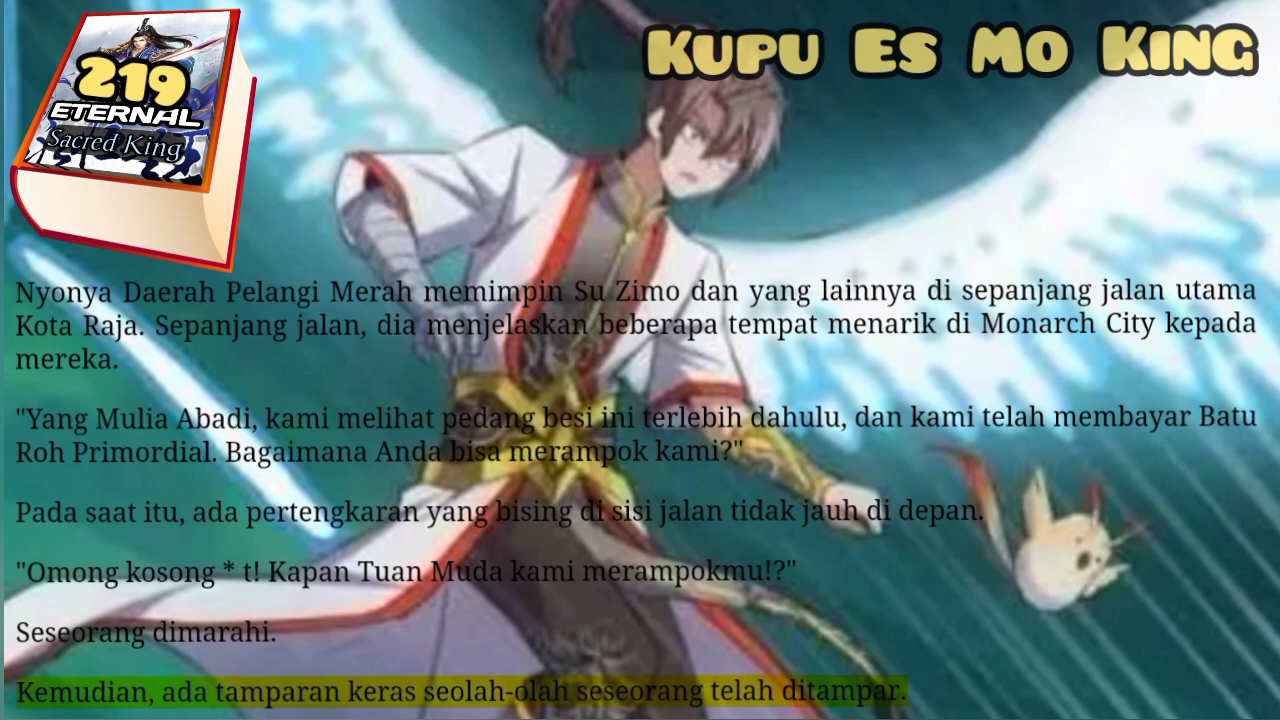 219
ETERNAL
Sacred King
KUPU ES MO KING
Nyonya Daerah Pelangi Merah memimpin Su Zimo dan yang lainnya di sepanjang jalan utama
Kota Raja. Sepanjang jalan, dia menjelaskan beberapa tempat menarik di Monarch City kepada
mereka.
"Yang Mulia Abadi, kami melihat pedang besi ini terlebih dahulu, dan kami telah membayar Batu
Roh Primordial. Bagaimana Anda bisa merampok kami?"
Pada saat itu, ada pertengkaran yang bising di sisi jalan tidak jauh di depan.
"Omong kosong * t! Kapan Tuan Muda kami merampokmu!?"
Seseorang dimarahi.
Kemudian, ada tamparan keras seolah-olah seseorang telah ditampar.